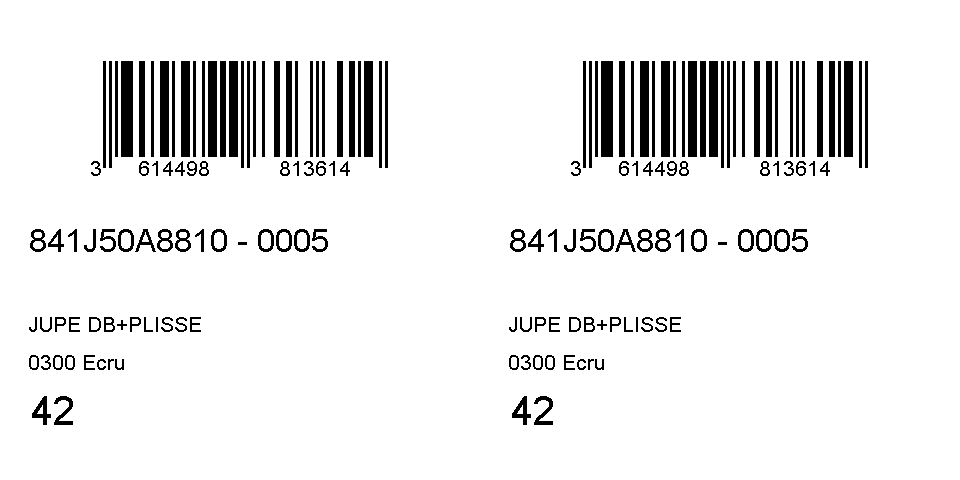 3 614498 813614
841J50A8810 - 0005
JUPE DB+PLISSE
0300 Ecru
42
3 614498 813614
841J50A8810 - 0005
JUPE DB+PLISSE
0300 Ecru
42